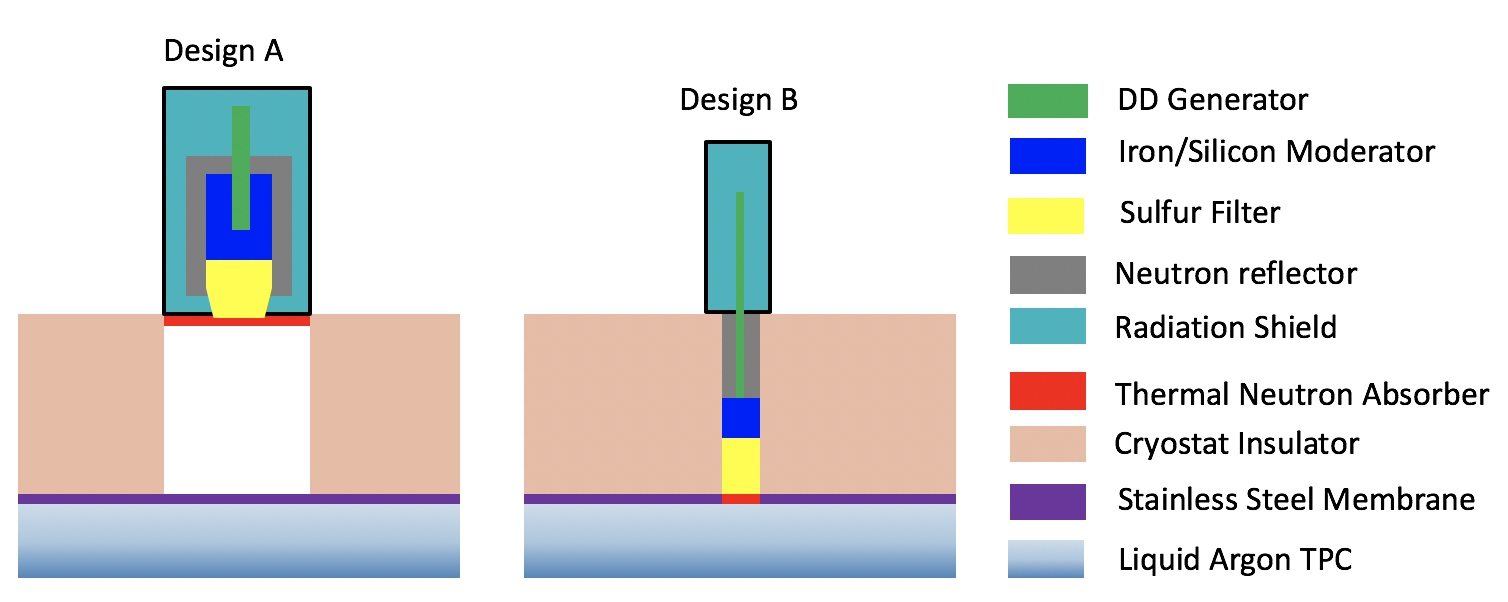 Design A
Design B
DD Generator
Iron/Silicon Moderator
Sulfur Filter
Neutron reflector
Radiation Shield
Thermal Neutron Absorber
Cryostat Insulator
Stainless Steel Membrane
Liquid Argon TPC